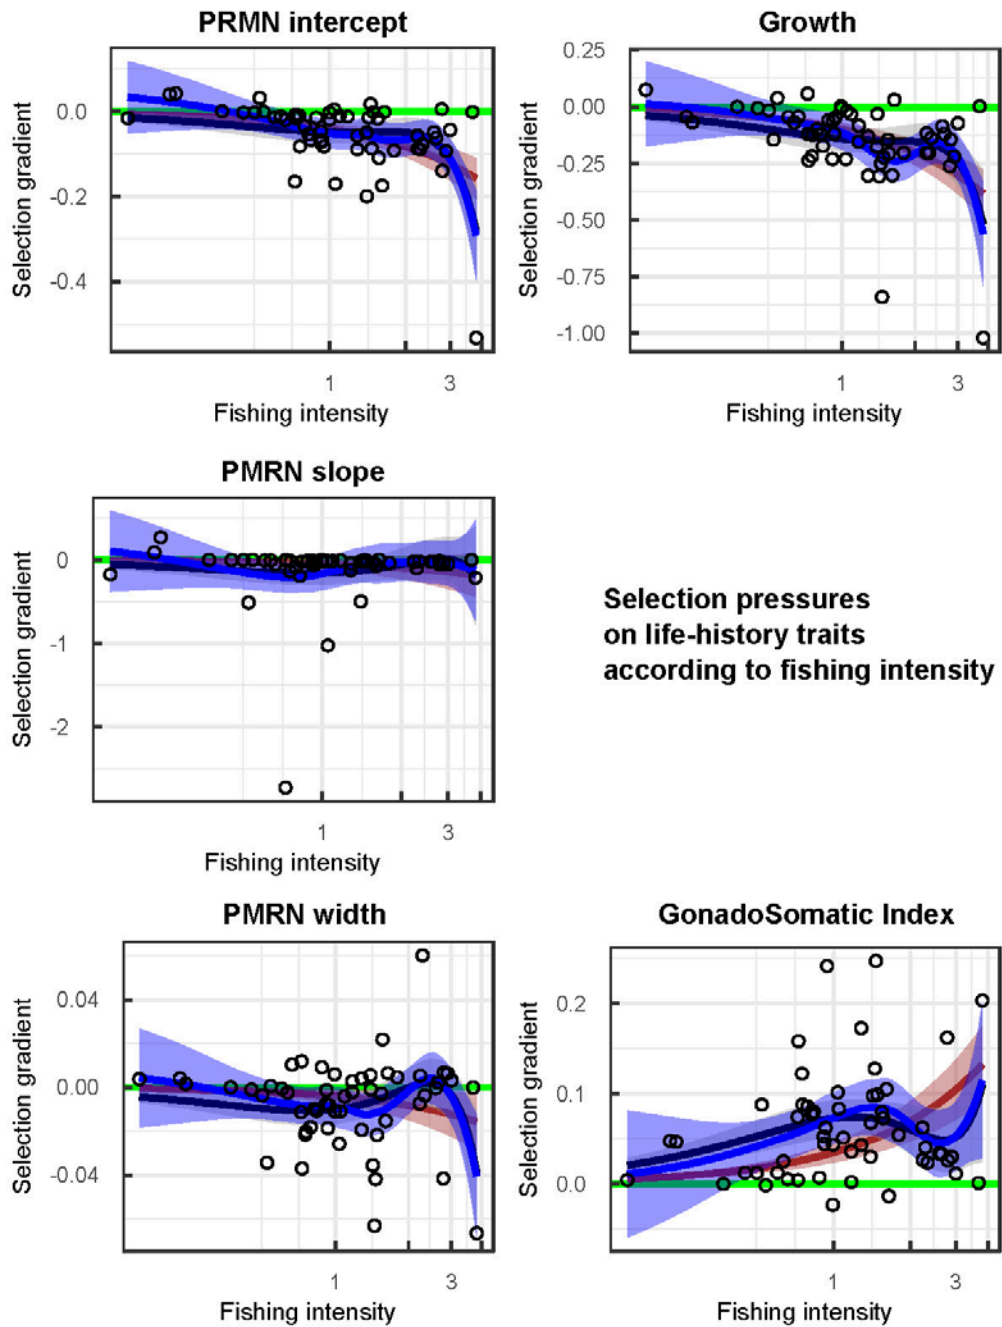 PRMN intercept
Growth
Selection gradient
0.0
-0.2
-0.4
1
3
Fishing intensity
Selection gradient
0.25
0.00
-0.25
-0.50
-0.75
-1.00
1
3
Fishing intensity
PMRN slope
Selection gradient
0
-1
-2
1
3
Fishing intensity
Selection pressures
on life-history traits
according to fishing intensity
PMRN width
GonadoSomatic Index
Selection gradient
0.04
0.00
-0.04
1
3
Fishing intensity
Selection gradient
0.2
0.1
0.0
1
3
Fishing intensity